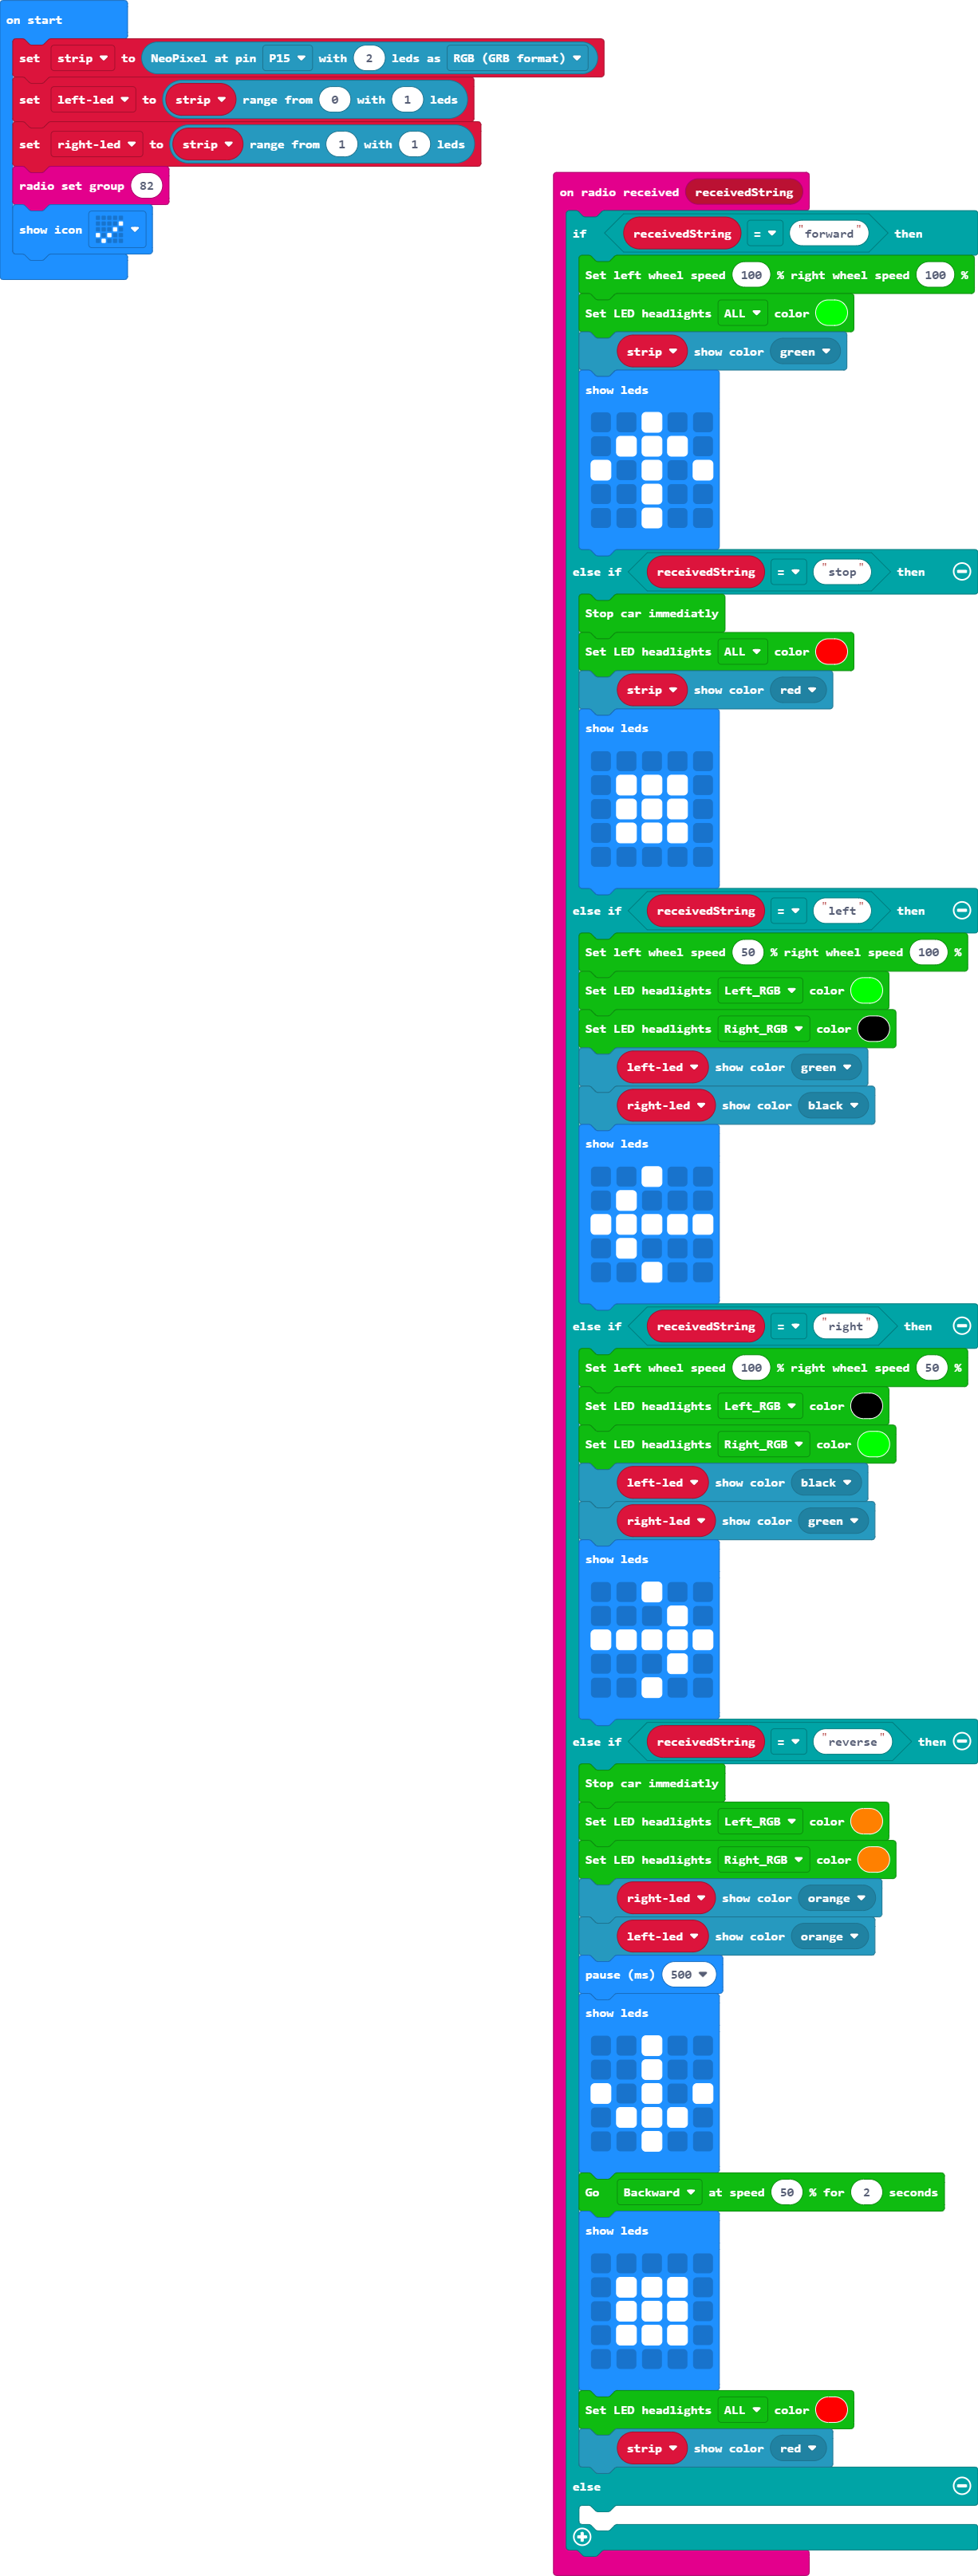 on start
set strip to NeoPixel at pin P15 with 2 leds as RGB (GRB format)
set left-led to strip range from 0 with 1 leds
set right-led to strip range from 1 with 1 leds
radio set group 82
show icon
on radio received receivedString
if receivedString = "forward" then
Set left wheel speed 100 % right wheel speed 100 %
Set LED headlights ALL color
strip show color green
show leds
else if receivedString = "stop" then
Stop car immediatly
Set LED headlights ALL color
strip show color red
show leds
else if receivedString = "left" then
Set left wheel speed 50 % right wheel speed 100 %
Set LED headlights Left_RGB color
Set LED headlights Right_RGB color
left-led show color green
right-led show color black
show leds
else if receivedString = "right" then
Set left wheel speed 100 % right wheel speed 50 %
Set LED headlights Left_RGB color
Set LED headlights Right_RGB color
left-led show color black
right-led show color green
show leds
else if receivedString = "reverse" then
Stop car immediatly
Set LED headlights Left_RGB color
Set LED headlights Right_RGB color
right-led show color orange
left-led show color orange
pause (ms) 500
show leds
Go Backward at speed 50 % for 2 seconds
show leds
Set LED headlights ALL color
strip show color red
else